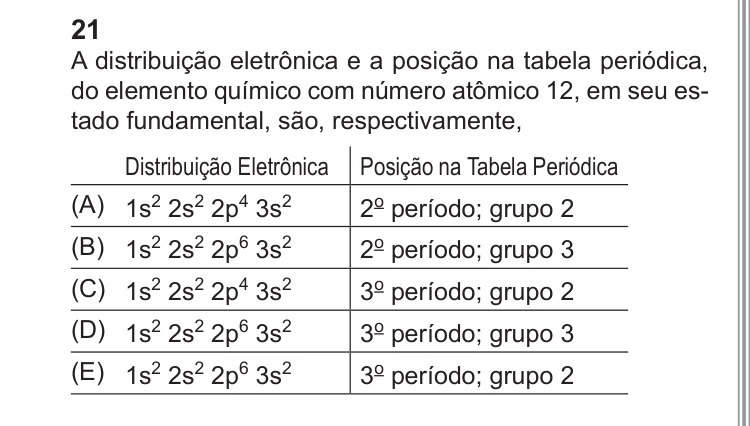 21
A distribuição eletrônica e a posição na tabela periódica,
do elemento químico com número atômico 12, em seu es-
tado fundamental, são, respectivamente,
Distribuição Eletrônica Posição na Tabela Periódica
(A) 1s² 2s² 2p⁴ 3s² 2º período; grupo 2
(B) 1s² 2s² 2p⁶ 3s² 2º período; grupo 3
(C) 1s² 2s² 2p⁴ 3s² 3º período; grupo 2
(D) 1s² 2s² 2p⁶ 3s² 3º período; grupo 3
(E) 1s² 2s² 2p⁶ 3s² 3º período; grupo 2